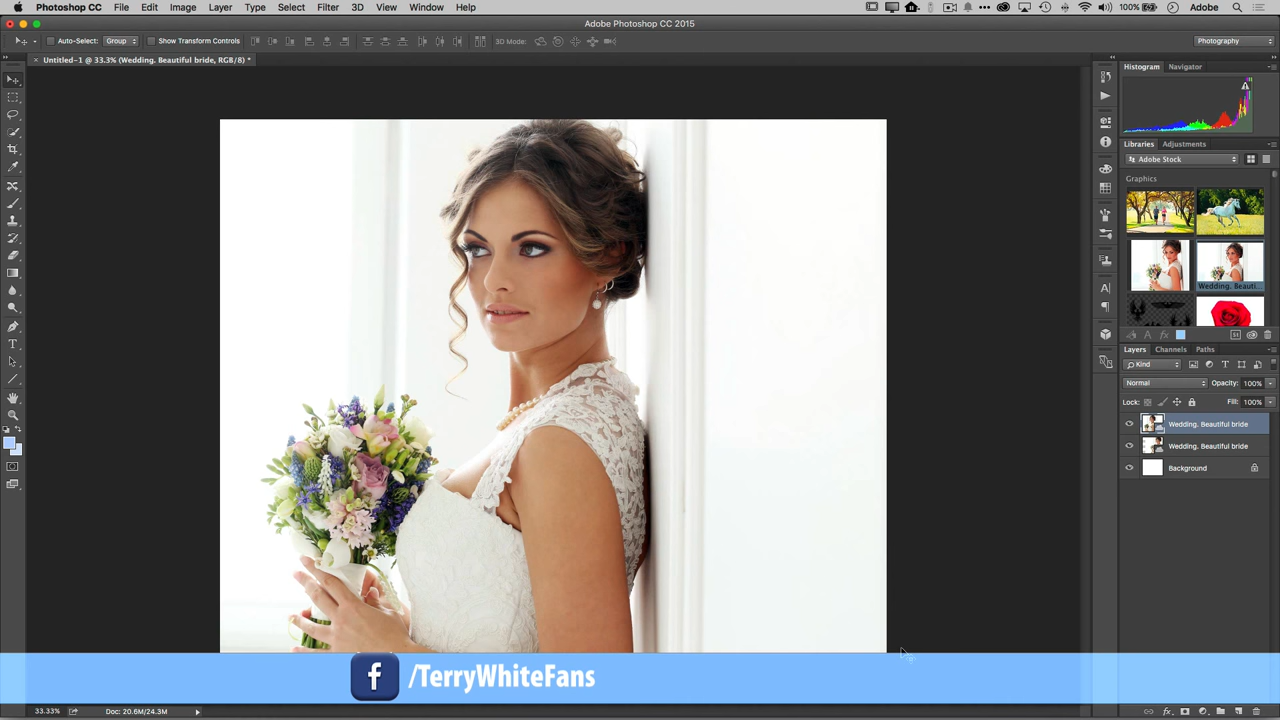 Photoshop CC File Edit Image Layer Type Select Filter 3D View Window Help 100% Adobe
Adobe Photoshop CC 2015
Auto-Select: Group Show Transform Controls 3D Mode: Photography
Untitled-1 @ 33.3% (Wedding. Beautiful bride, RGB/8) *
Histogram Navigator
Libraries Adjustments
Adobe Stock
Graphics
Wedding. Beauti...
Layers Channels Paths
Kind
Normal Opacity: 100%
Lock: Fill: 100%
Wedding. Beautiful bride
Wedding. Beautiful bride
Background
f /TerryWhiteFans
33.33% Doc: 20.6M/24.3M